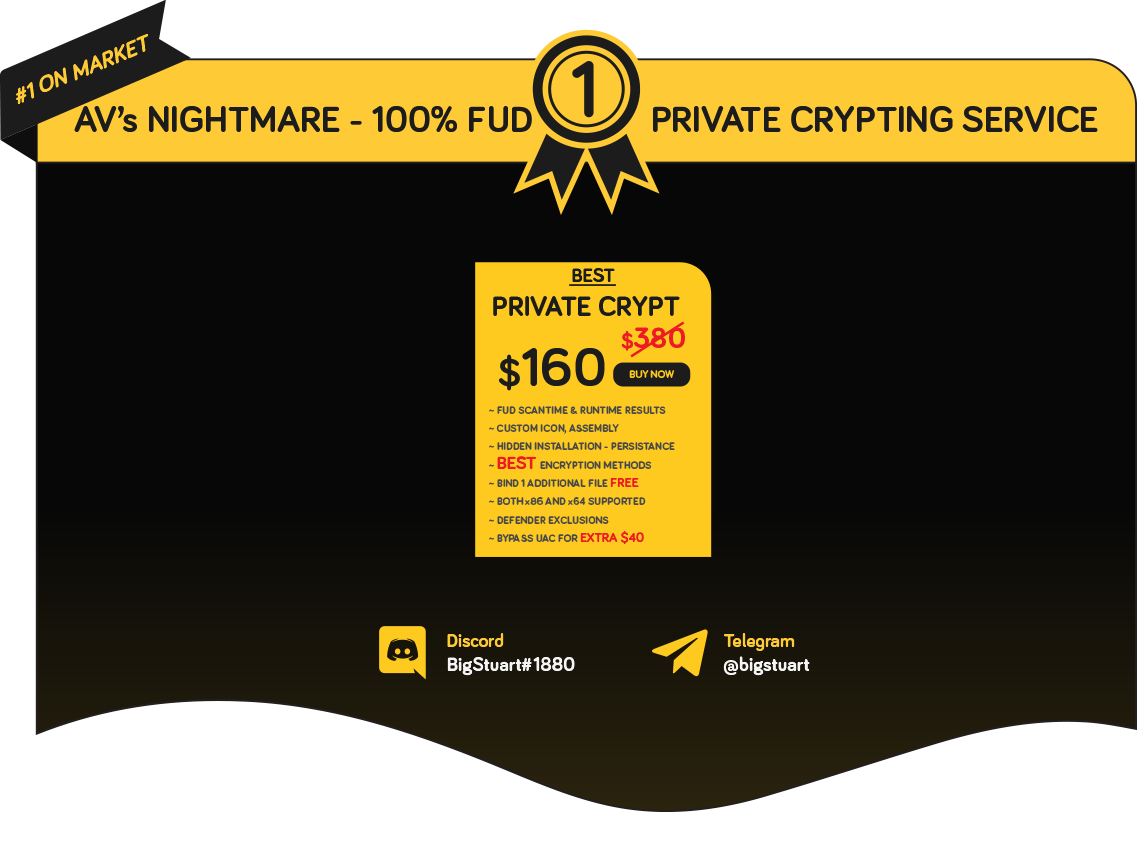 #1 ON MARKET
AV's NIGHTMARE - 100% FUD 1 PRIVATE CRYPTING SERVICE
BEST
PRIVATE CRYPT
$380
$160 BUY NOW
~ FUD SCANTIME & RUNTIME RESULTS
~ CUSTOM ICON, ASSEMBLY
~ HIDDEN INSTALLATION - PERSISTANCE
~ BEST ENCRYPTION METHODS
~ BIND 1 ADDITIONAL FILE FREE
~ BOTH x86 AND x64 SUPPORTED
~ DEFENDER EXCLUSIONS
~ BYPASS UAC FOR EXTRA $40
Discord
BigStuart#1880
Telegram
@bigstuart